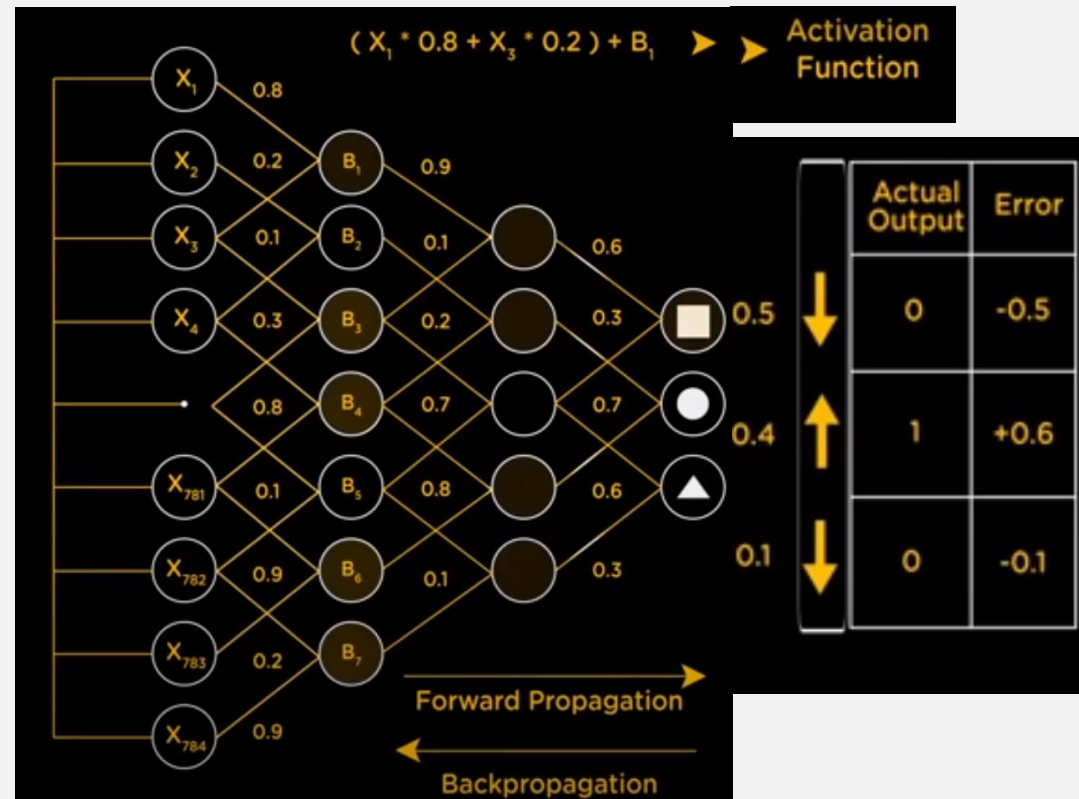 ( X₁ * 0.8 + X₃ * 0.2 ) + B₁
Activation
Function
X₁
0.8
X₂
0.2
B₁
0.9
X₃
0.1
B₂
0.1
0.6
X₄
0.3
B₃
0.2
0.3
0.5
0.8
B₄
0.7
0.7
0.4
X₇₈₁
0.1
B₅
0.8
0.6
0.1
X₇₈₂
0.9
B₆
0.1
0.3
X₇₈₃
0.2
B₇
X₇₈₄
0.9
Forward Propagation
Backpropagation
Actual
Output
Error
0 -0.5
1 +0.6
0 -0.1